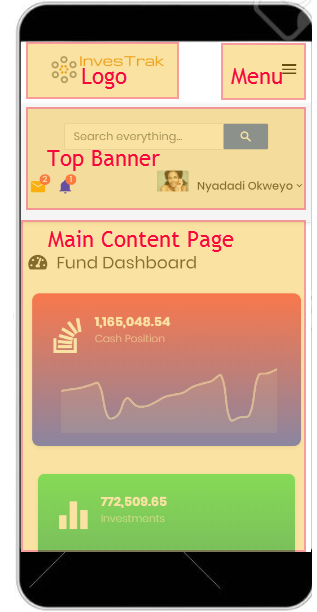 InvesTrak
Logo
Menu
Search everything...
Top Banner
2
1
Nyadadi Okweyo
Main Content Page
Fund Dashboard
1,165,048.54
Cash Position
772,509.65
Investments